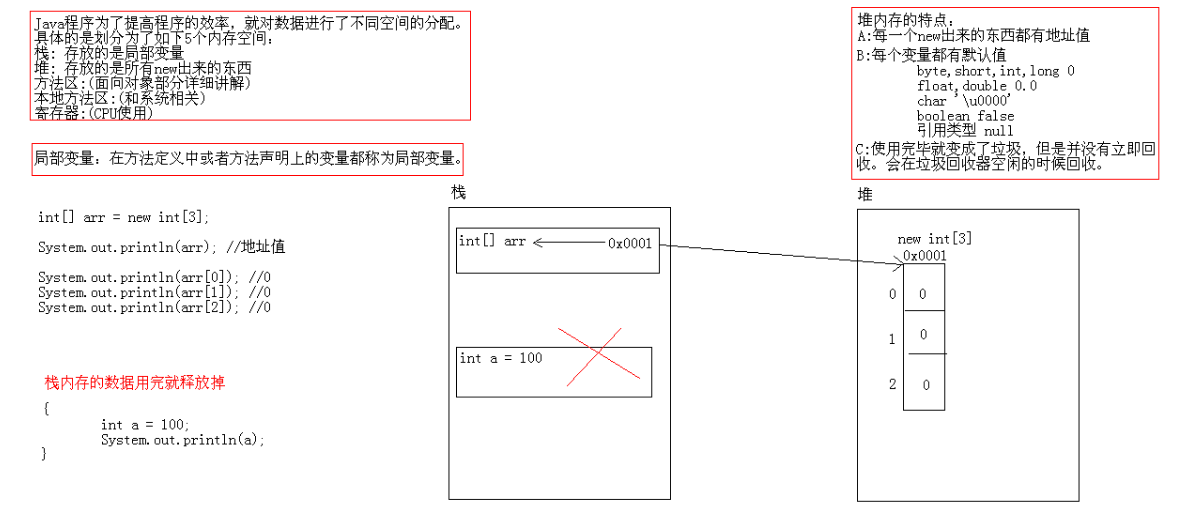 Java程序为了提高程序的效率，就对数据进行了不同空间的分配。
具体的是划分为了如下5个内存空间：
栈：存放的是局部变量
堆：存放的是所有new出来的东西
方法区:(面向对象部分详细讲解)
本地方法区:(和系统相关)
寄存器:(CPU使用)
局部变量：在方法定义中或者方法声明上的变量都称为局部变量。
int[] arr = new int[3];
System.out.println(arr); //地址值
System.out.println(arr[0]); //0
System.out.println(arr[1]); //0
System.out.println(arr[2]); //0
栈内存的数据用完就释放掉
{
int a = 100;
System.out.println(a);
}
栈
int[] arr
0x0001
int a = 100
堆内存的特点：
A:每一个new出来的东西都有地址值
B:每个变量都有默认值
byte,short,int,long 0
float,double 0.0
char '\u0000'
boolean false
引用类型 null
C:使用完毕就变成了垃圾，但是并没有立即回
收。会在垃圾回收器空闲的时候回收。
堆
new int[3]
0x0001
0 0
1 0
2 0